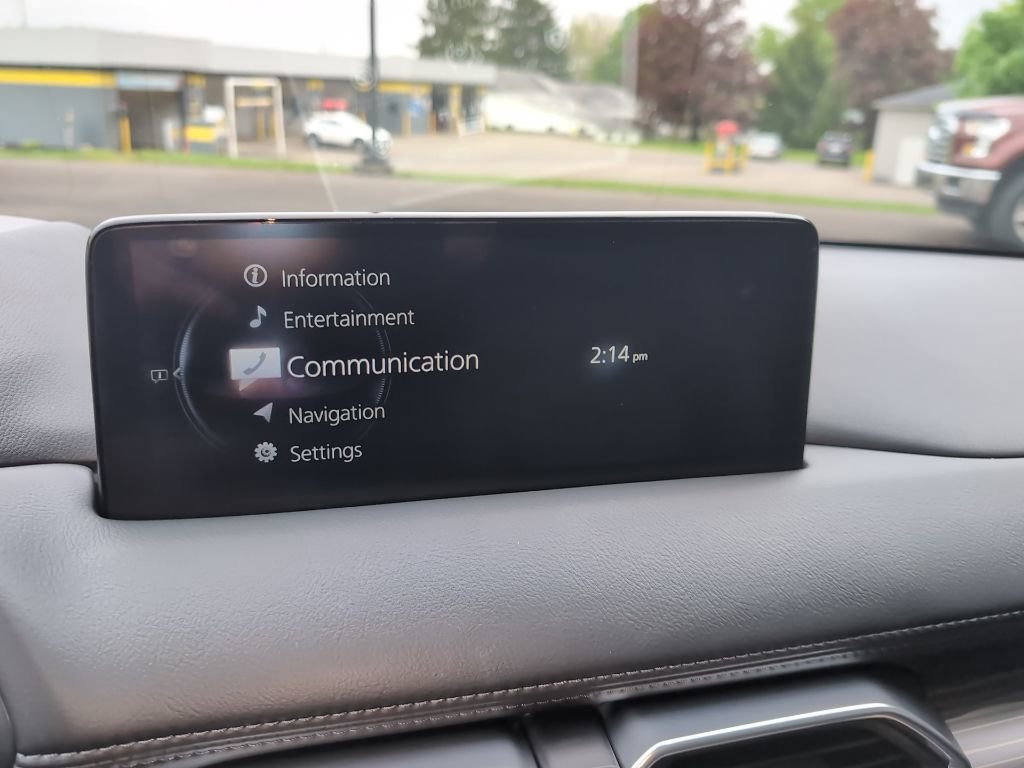 Information
Entertainment
Communication
2:14 pm
Navigation
Settings